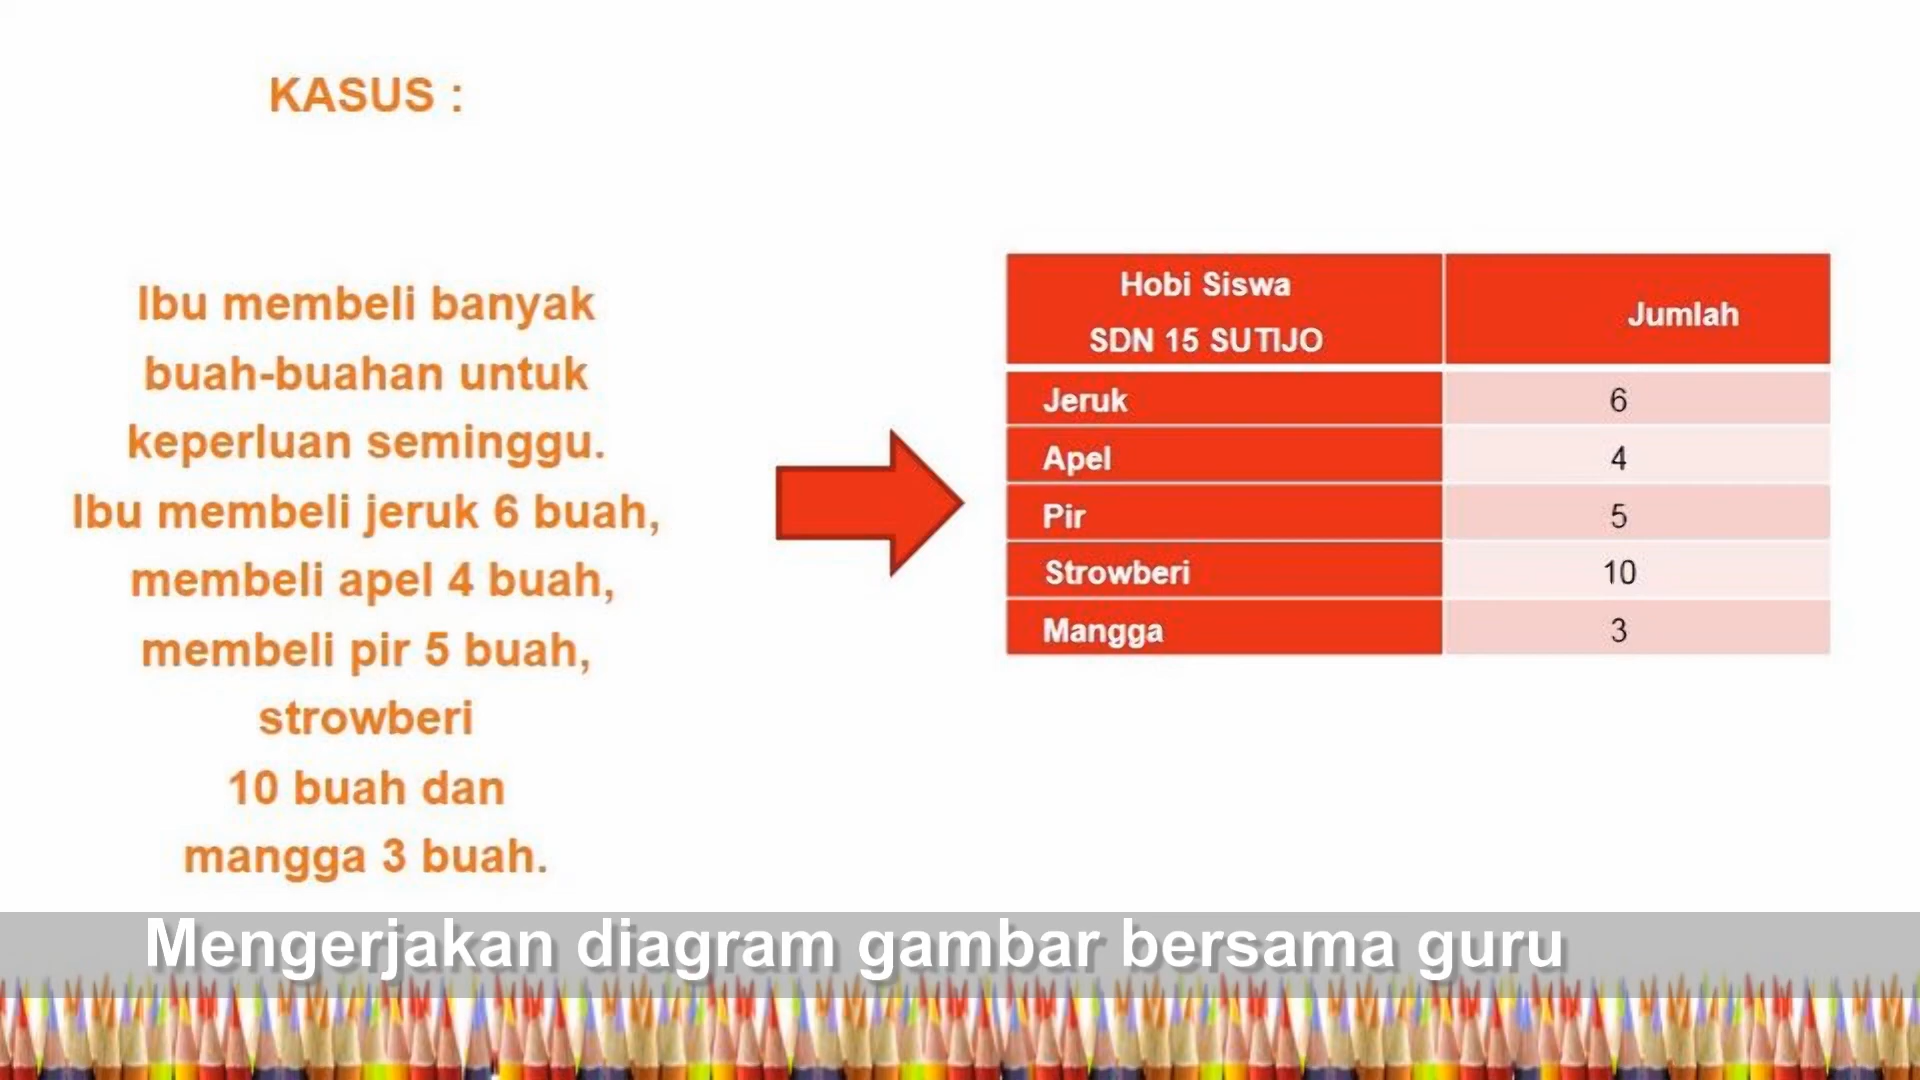 KASUS :
Ibu membeli banyak
buah-buahan untuk
keperluan seminggu.
Ibu membeli jeruk 6 buah,
membeli apel 4 buah,
membeli pir 5 buah,
strowberi
10 buah dan
mangga 3 buah.
Hobi Siswa
SDN 15 SUTIJO
Jumlah
Jeruk 6
Apel 4
Pir 5
Strowberi 10
Mangga 3
Mengerjakan diagram gambar bersama guru